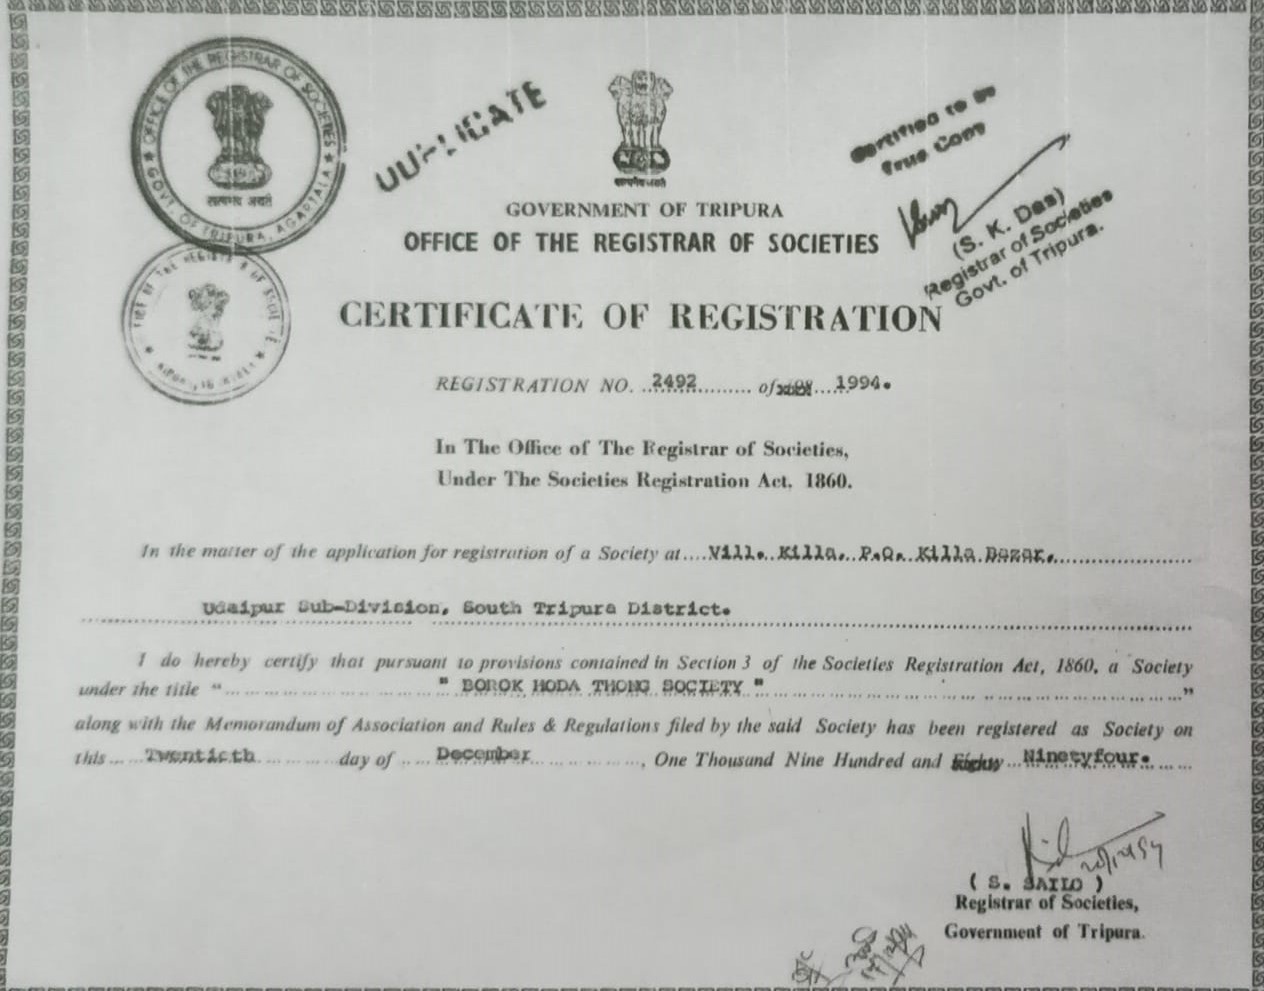 OFFICE OF THE REGISTRAR OF SOCIETIES
GOVT. OF TRIPURA, AGARTALA
सत्यमेव जयते
DUPLICATE
सत्यमेव जयते
Certified to be
True Copy
(S. K. Das)
Registrar of Societies
Govt. of Tripura.
GOVERNMENT OF TRIPURA
OFFICE OF THE REGISTRAR OF SOCIETIES
CERTIFICATE OF REGISTRATION
REGISTRATION NO. ..2492......... of ....1994.
In The Office of The Registrar of Societies,
Under The Societies Registration Act, 1860.
In the matter of the application for registration of a Society at....Vill. Killa, P.O. Killa Bazar,
Udaipur Sub-Division, South Tripura District.
I do hereby certify that pursuant to provisions contained in Section 3 of the Societies Registration Act, 1860, a Society
under the title “ " BOROK HODA THONG SOCIETY " ”
along with the Memorandum of Association and Rules & Regulations filed by the said Society has been registered as Society on
this ...... Twentieth ............ day of ..... December ............, One Thousand Nine Hundred and Eighty ...Ninetyfour.
20/12/94
( S. SAILO )
Registrar of Societies,
Government of Tripura.